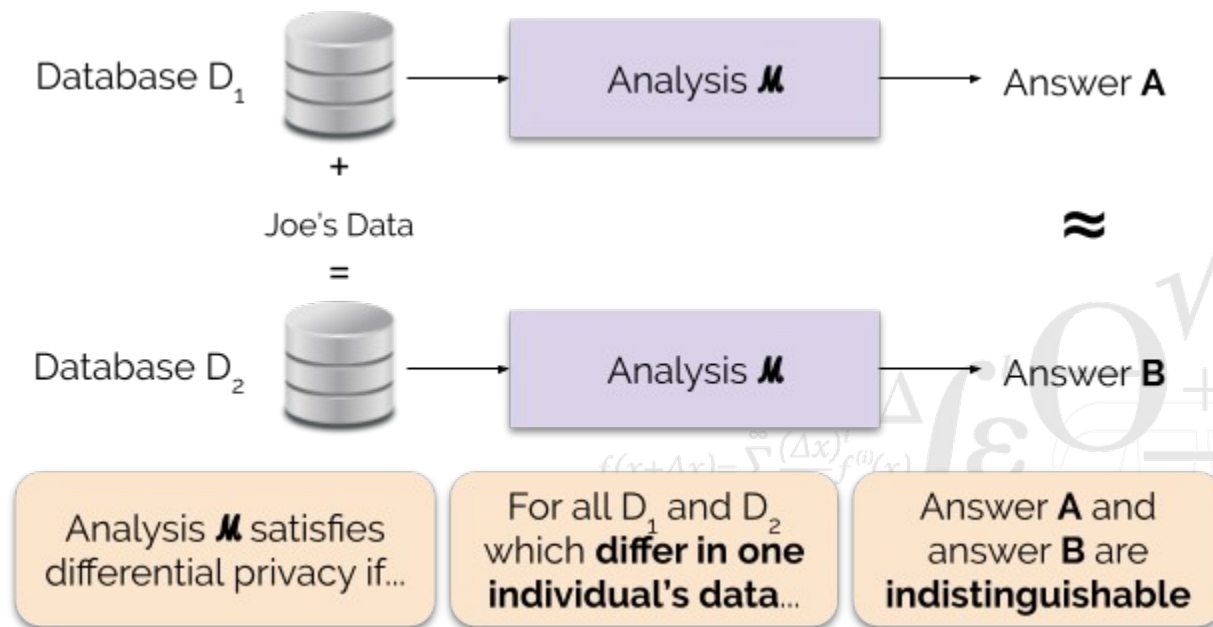 Database D₁
Analysis 𝓜
Answer A
+
Joe's Data
=
≈
Database D₂
Analysis 𝓜
Answer B
Analysis 𝓜 satisfies
differential privacy if...
For all D₁ and D₂
which differ in one
individual's data...
Answer A and
answer B are
indistinguishable